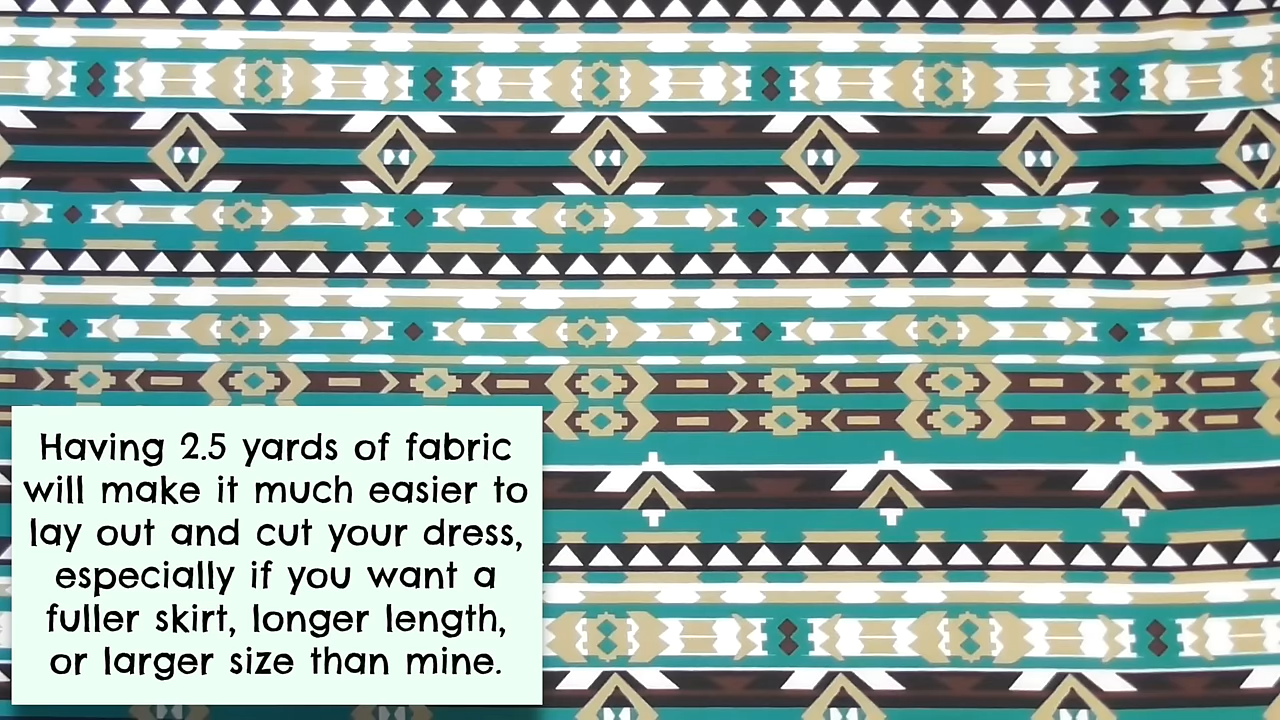 Having 2.5 yards of fabric
will make it much easier to
lay out and cut your dress,
especially if you want a
fuller skirt, longer length,
or larger size than mine.